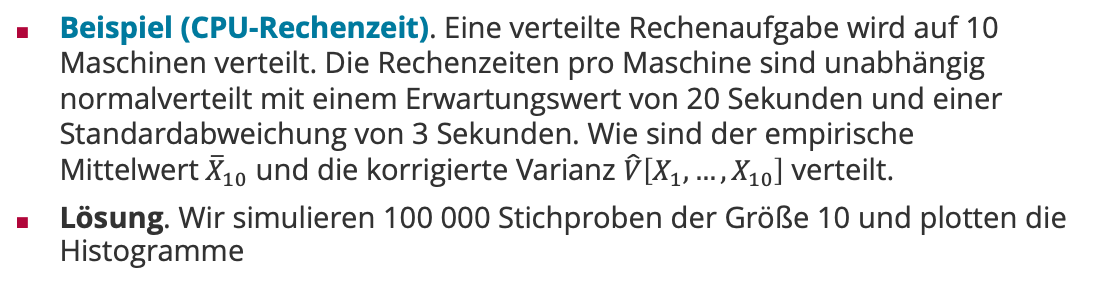 ▪ Beispiel (CPU-Rechenzeit). Eine verteilte Rechenaufgabe wird auf 10
Maschinen verteilt. Die Rechenzeiten pro Maschine sind unabhängig
normalverteilt mit einem Erwartungswert von 20 Sekunden und einer
Standardabweichung von 3 Sekunden. Wie sind der empirische
Mittelwert X̄₁₀ und die korrigierte Varianz V̂[X₁, … , X₁₀] verteilt.
▪ Lösung. Wir simulieren 100 000 Stichproben der Größe 10 und plotten die
Histogramme